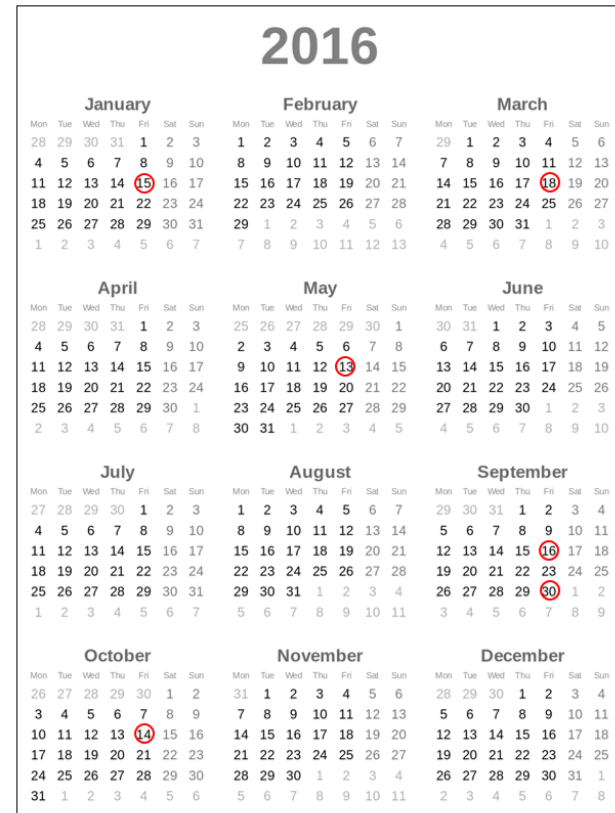 2016
January February March
Mon Tue Wed Thu Fri Sat Sun Mon Tue Wed Thu Fri Sat Sun Mon Tue Wed Thu Fri Sat Sun
28 29 30 31 1 2 3 1 2 3 4 5 6 7 29 1 2 3 4 5 6
4 5 6 7 8 9 10 8 9 10 11 12 13 14 7 8 9 10 11 12 13
11 12 13 14 15 16 17 15 16 17 18 19 20 21 14 15 16 17 18 19 20
18 19 20 21 22 23 24 22 23 24 25 26 27 28 21 22 23 24 25 26 27
25 26 27 28 29 30 31 29 1 2 3 4 5 6 28 29 30 31 1 2 3
1 2 3 4 5 6 7 7 8 9 10 11 12 13 4 5 6 7 8 9 10
April May June
Mon Tue Wed Thu Fri Sat Sun Mon Tue Wed Thu Fri Sat Sun Mon Tue Wed Thu Fri Sat Sun
28 29 30 31 1 2 3 25 26 27 28 29 30 1 30 31 1 2 3 4 5
4 5 6 7 8 9 10 2 3 4 5 6 7 8 6 7 8 9 10 11 12
11 12 13 14 15 16 17 9 10 11 12 13 14 15 13 14 15 16 17 18 19
18 19 20 21 22 23 24 16 17 18 19 20 21 22 20 21 22 23 24 25 26
25 26 27 28 29 30 1 23 24 25 26 27 28 29 27 28 29 30 1 2 3
2 3 4 5 6 7 8 30 31 1 2 3 4 5 4 5 6 7 8 9 10
July August September
Mon Tue Wed Thu Fri Sat Sun Mon Tue Wed Thu Fri Sat Sun Mon Tue Wed Thu Fri Sat Sun
27 28 29 30 1 2 3 1 2 3 4 5 6 7 29 30 31 1 2 3 4
4 5 6 7 8 9 10 8 9 10 11 12 13 14 5 6 7 8 9 10 11
11 12 13 14 15 16 17 15 16 17 18 19 20 21 12 13 14 15 16 17 18
18 19 20 21 22 23 24 22 23 24 25 26 27 28 19 20 21 22 23 24 25
25 26 27 28 29 30 31 29 30 31 1 2 3 4 26 27 28 29 30 1 2
1 2 3 4 5 6 7 5 6 7 8 9 10 11 3 4 5 6 7 8 9
October November December
Mon Tue Wed Thu Fri Sat Sun Mon Tue Wed Thu Fri Sat Sun Mon Tue Wed Thu Fri Sat Sun
26 27 28 29 30 1 2 31 1 2 3 4 5 6 28 29 30 1 2 3 4
3 4 5 6 7 8 9 7 8 9 10 11 12 13 5 6 7 8 9 10 11
10 11 12 13 14 15 16 14 15 16 17 18 19 20 12 13 14 15 16 17 18
17 18 19 20 21 22 23 21 22 23 24 25 26 27 19 20 21 22 23 24 25
24 25 26 27 28 29 30 28 29 30 1 2 3 4 26 27 28 29 30 31 1
31 1 2 3 4 5 6 5 6 7 8 9 10 11 2 3 4 5 6 7 8